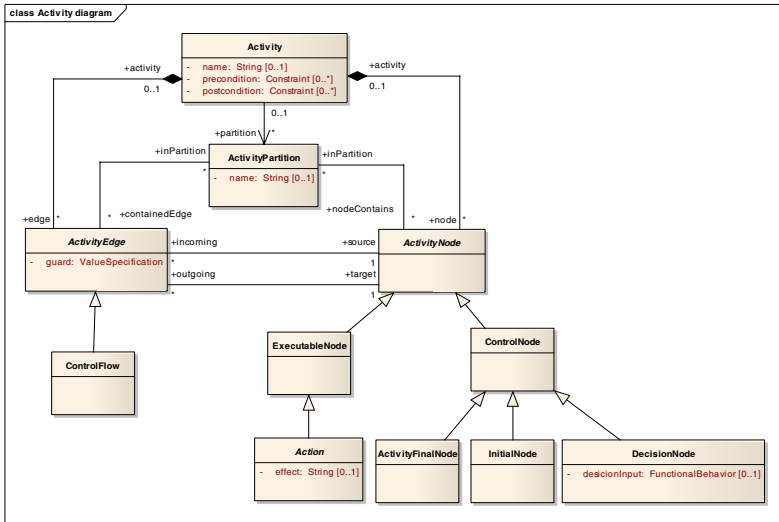 class Activity diagram
Activity
- name: String [0..1]
- precondition: Constraint [0..*]
- postcondition: Constraint [0..*]
+activity
0..1
+activity
0..1
0..1
+partition *
ActivityPartition
- name: String [0..1]
+inPartition
*
+inPartition
*
+edge *
* +containedEdge
+nodeContains *
+node *
ActivityEdge
- guard: ValueSpecification
+incoming
*
+source
1
+outgoing
*
+target
1
ActivityNode
ControlFlow
ExecutableNode
ControlNode
Action
- effect: String [0..1]
ActivityFinalNode
InitialNode
DecisionNode
- desicionInput: FunctionalBehavior [0..1]